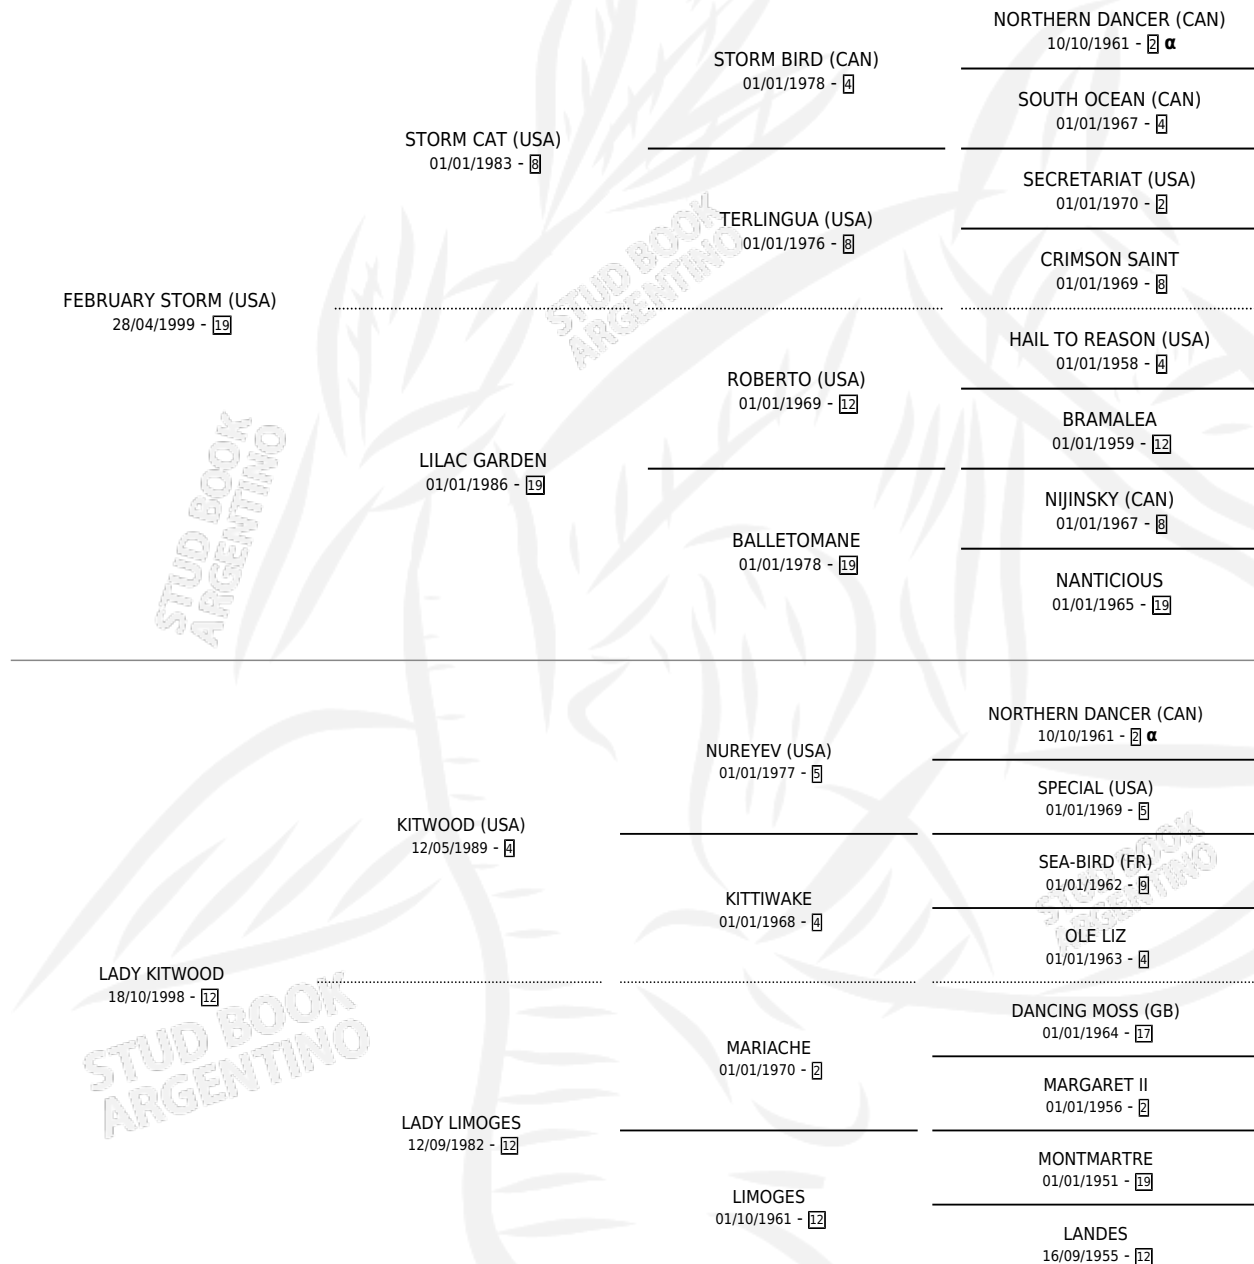 NORTHERN DANCER (CAN)
10/10/1961 - 2 α
STORM BIRD (CAN)
01/01/1978 - 4
SOUTH OCEAN (CAN)
01/01/1967 - 4
STORM CAT (USA)
01/01/1983 - 8
SECRETARIAT (USA)
01/01/1970 - 2
TERLINGUA (USA)
01/01/1976 - 8
CRIMSON SAINT
01/01/1969 - 8
FEBRUARY STORM (USA)
28/04/1999 - 19
HAIL TO REASON (USA)
01/01/1958 - 4
ROBERTO (USA)
01/01/1969 - 12
BRAMALEA
01/01/1959 - 12
LILAC GARDEN
01/01/1986 - 19
NIJINSKY (CAN)
01/01/1967 - 8
BALLETOMANE
01/01/1978 - 19
NANTICIOUS
01/01/1965 - 19
NORTHERN DANCER (CAN)
10/10/1961 - 2 α
NUREYEV (USA)
01/01/1977 - 5
SPECIAL (USA)
01/01/1969 - 5
KITWOOD (USA)
12/05/1989 - 4
SEA-BIRD (FR)
01/01/1962 - 9
KITTIWAKE
01/01/1968 - 4
OLE LIZ
01/01/1963 - 4
LADY KITWOOD
18/10/1998 - 12
DANCING MOSS (GB)
01/01/1964 - 17
MARIACHE
01/01/1970 - 2
MARGARET II
01/01/1956 - 2
LADY LIMOGES
12/09/1982 - 12
MONTMARTRE
01/01/1951 - 19
LIMOGES
01/10/1961 - 12
LANDES
16/09/1955 - 12
STUD BOOK
ARGENTINO
STUD BOOK
ARGENTINO
STUD BOOK
ARGENTINO
STUD BOOK
ARGENTINO